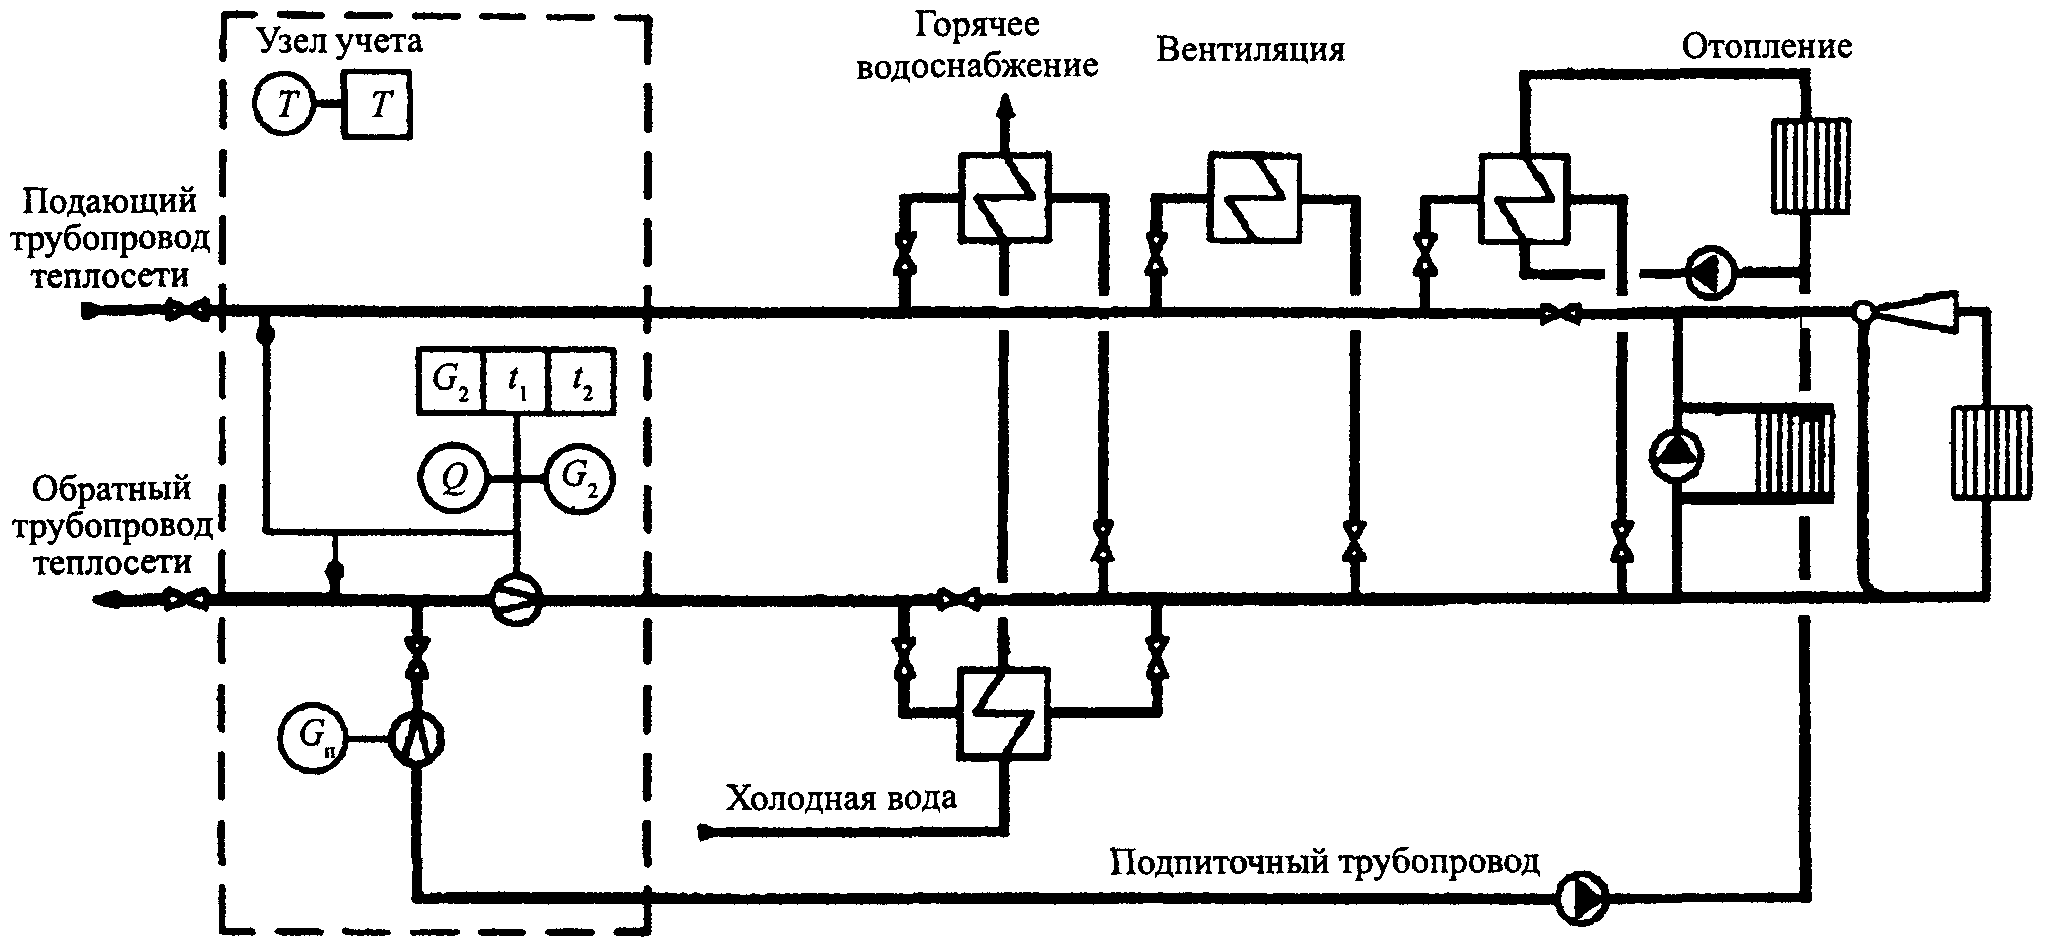 Узел учета
T T
Горячее
водоснабжение
Вентиляция
Отопление
Подающий
трубопровод
теплосети
G₂ t₁ t₂
Q G₂
Обратный
трубопровод
теплосети
Gп
Холодная вода
Подпиточный трубопровод